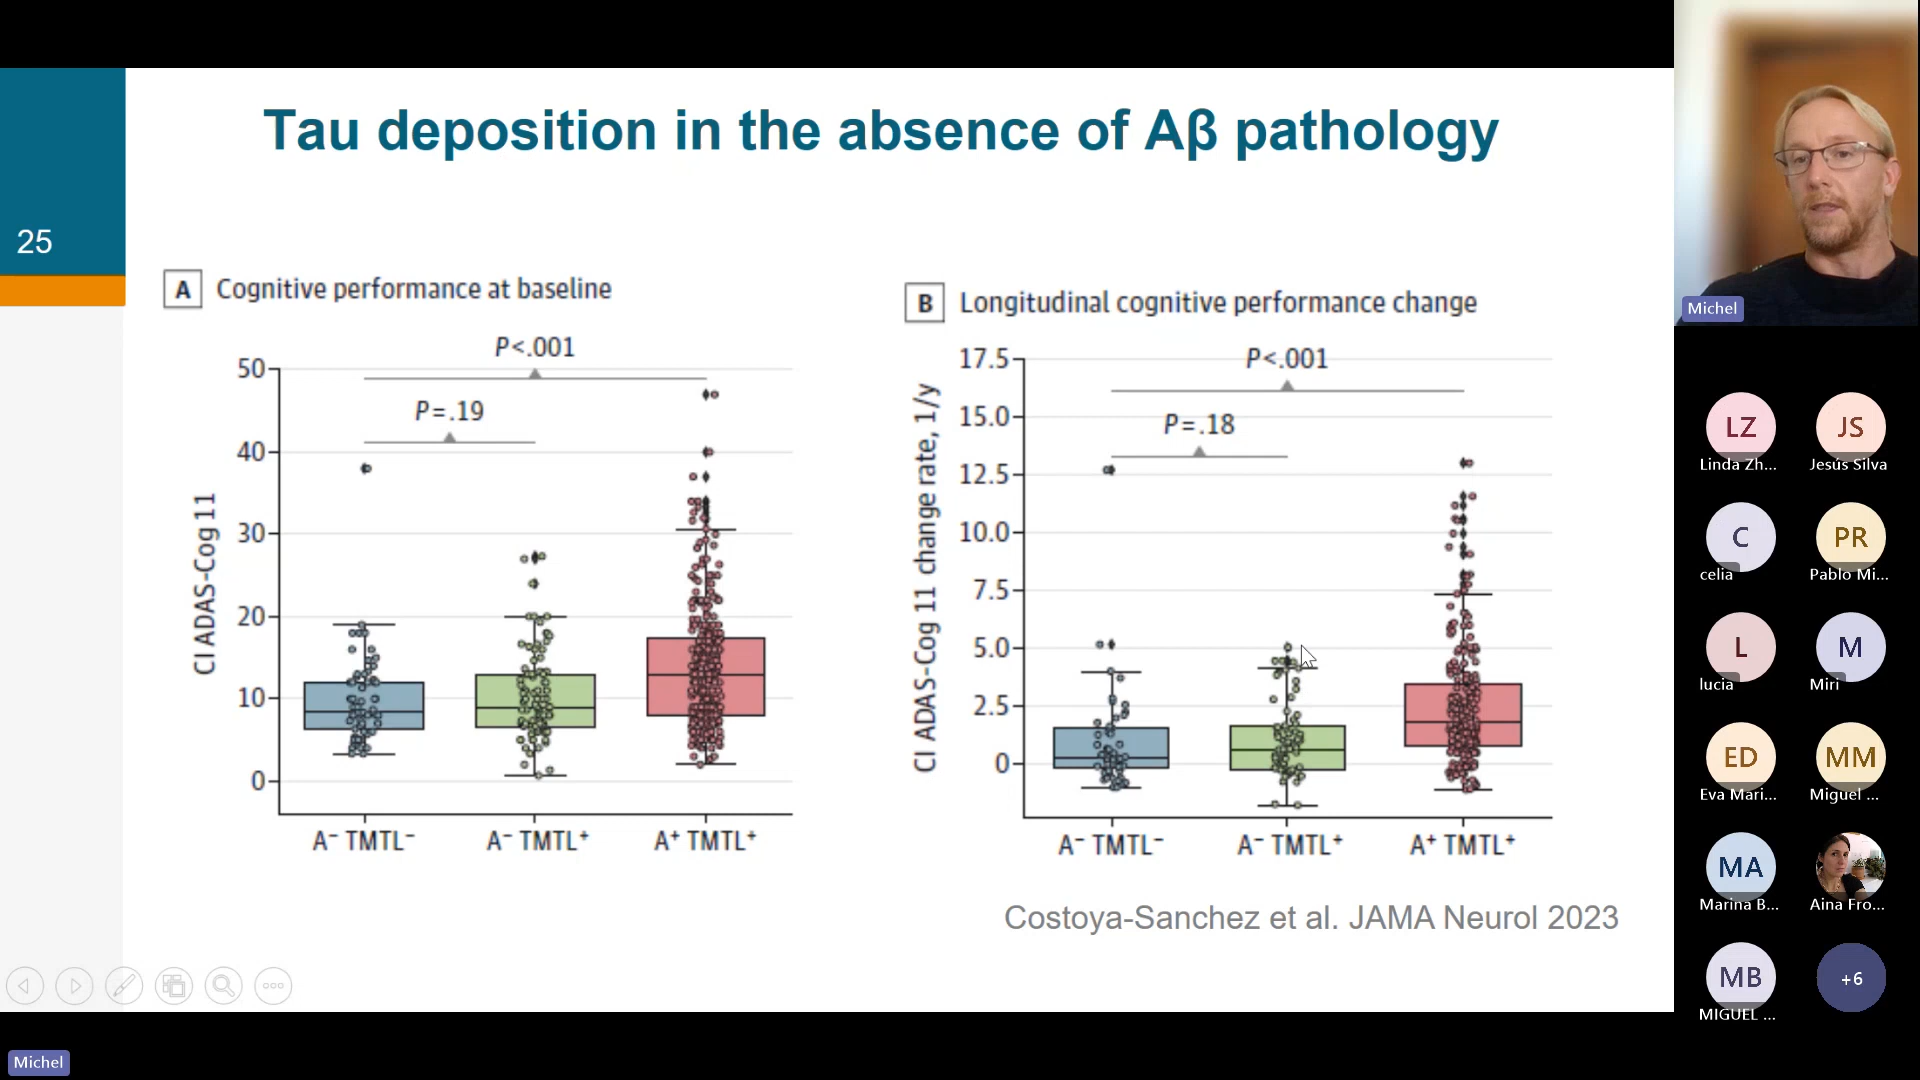 Tau deposition in the absence of Aβ pathology
25
A Cognitive performance at baseline
P<.001
P=.19
50
40
30
20
10
0
CI ADAS-Cog 11
A⁻ TMTL⁻
A⁻ TMTL⁺
A⁺ TMTL⁺
B Longitudinal cognitive performance change
P<.001
P=.18
17.5
15.0
12.5
10.0
7.5
5.0
2.5
0
CI ADAS-Cog 11 change rate, 1/y
A⁻ TMTL⁻
A⁻ TMTL⁺
A⁺ TMTL⁺
Costoya-Sanchez et al. JAMA Neurol 2023
Michel
Michel
LZ
Linda Zh...
JS
Jesús Silva
C
celia
PR
Pablo Mi...
L
lucia
M
Miri
ED
Eva Mari...
MM
Miguel ...
MA
Marina B...
Aina Fro...
MB
MIGUEL ...
+6